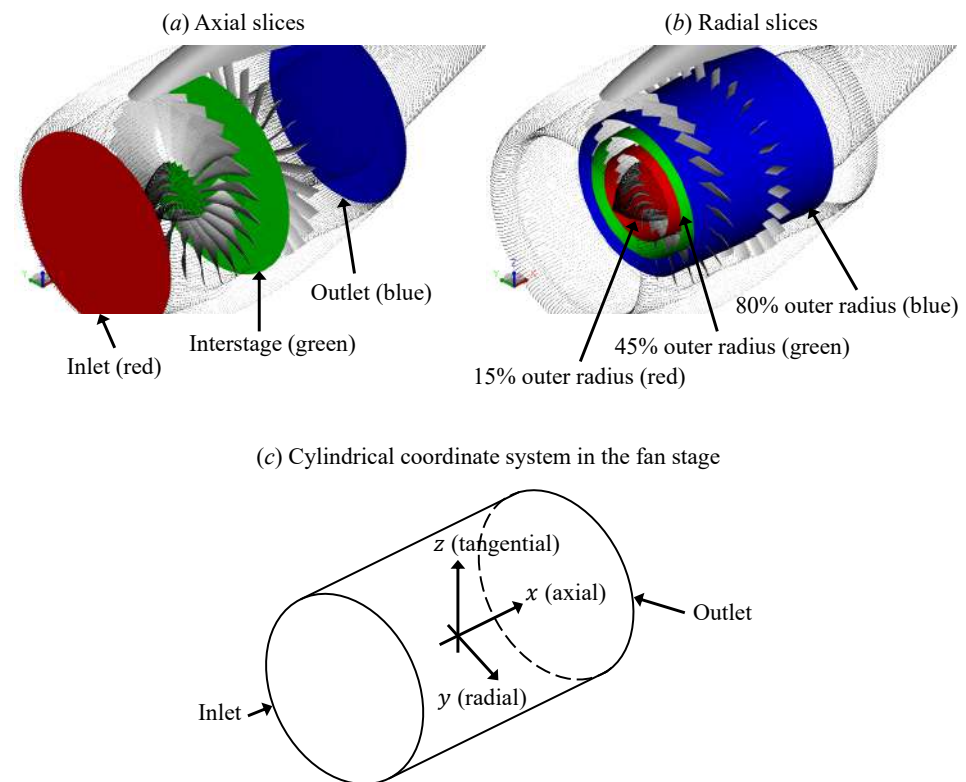 (a) Axial slices
(b) Radial slices
Outlet (blue)
Interstage (green)
Inlet (red)
80% outer radius (blue)
45% outer radius (green)
15% outer radius (red)
(c) Cylindrical coordinate system in the fan stage
z (tangential)
x (axial)
Outlet
y (radial)
Inlet